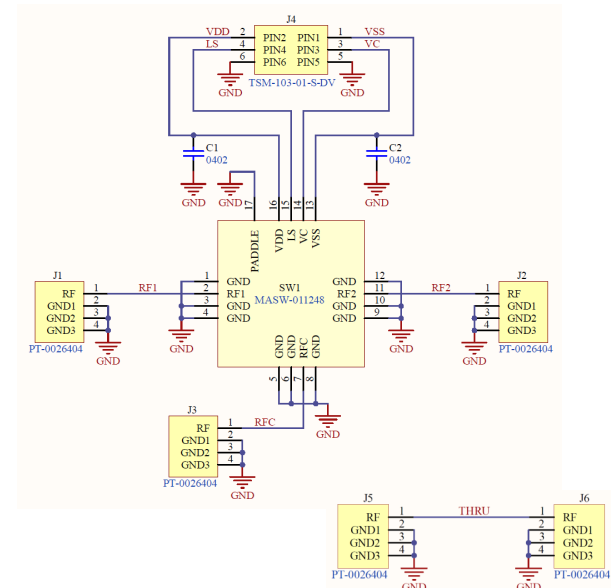 J4
VDD 2 PIN2 PIN1 1 VSS
LS 4 PIN4 PIN3 3 VC
6 PIN6 PIN5 5
GND TSM-103-01-S-DV GND
C1 C2
0402 0402
GND GND GND
17 16 15 14 13
PADDLE VDD LS VC VSS
SW1
MASW-011248
1 GND GND 12
2 RF1 RF2 11
3 GND GND 10
4 GND GND 9
GND GND RFC GND
5 6 7 8
J1
RF 1 RF1
GND1 2
GND2 3
GND3 4
PT-0026404
GND GND
J2
RF2 1 RF
2 GND1
3 GND2
4 GND3
PT-0026404
GND GND
GND
J3
RF 1 RFC
GND1 2
GND2 3
GND3 4
PT-0026404
GND
J5 J6
RF 1 THRU 1 RF
GND1 2 2 GND1
GND2 3 3 GND2
GND3 4 4 GND3
PT-0026404 PT-0026404
GND GND